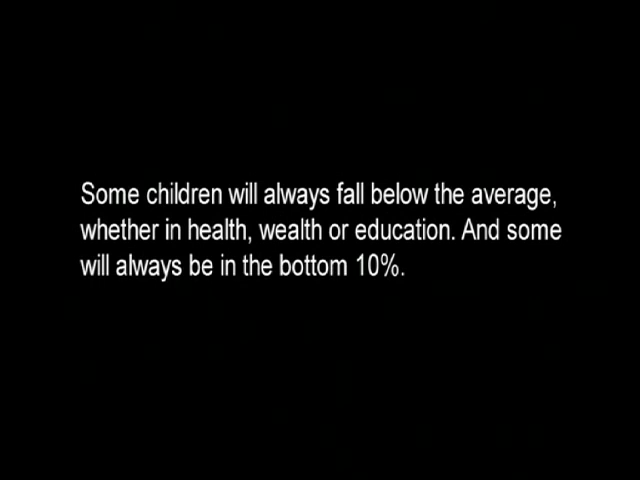 Some children will always fall below the average,
whether in health, wealth or education. And some
will always be in the bottom 10%.